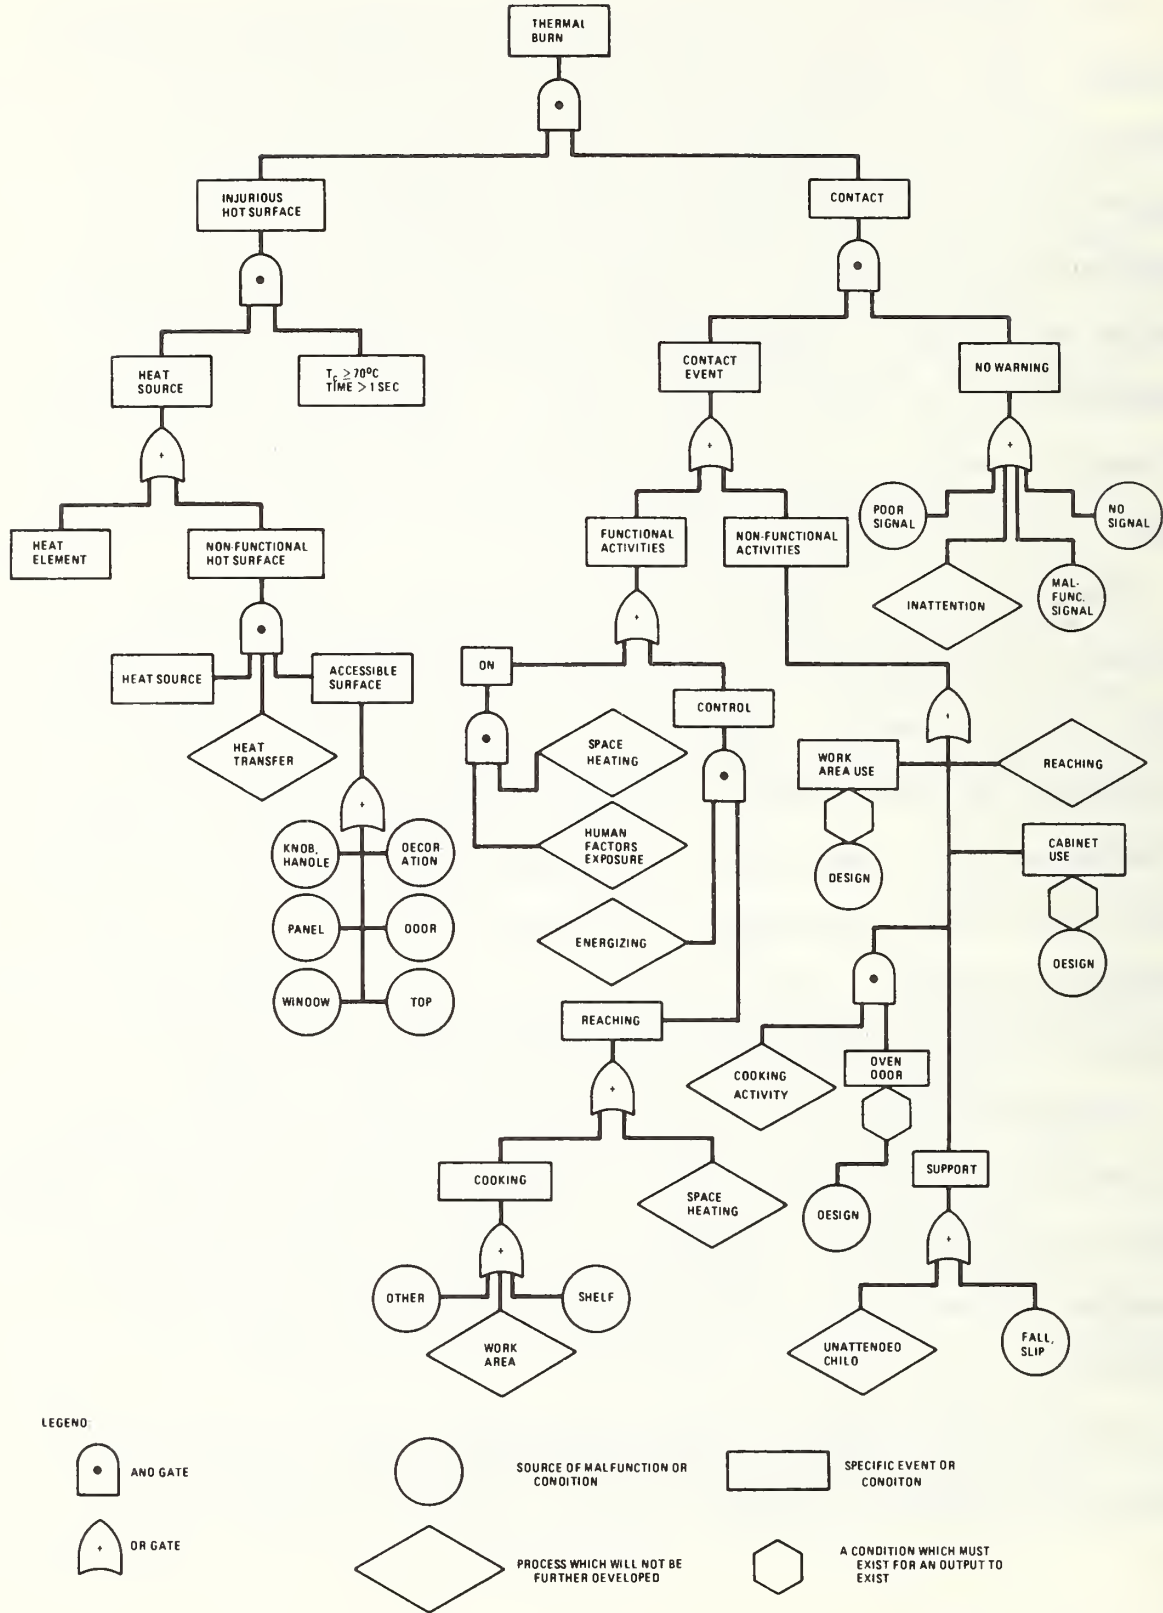 THERMAL
BURN
INJURIOUS
HOT SURFACE
CONTACT
HEAT
SOURCE
Tc ≥ 70°C
TIME > 1 SEC
CONTACT
EVENT
NO WARNING
HEAT
ELEMENT
NON-FUNCTIONAL
HOT SURFACE
FUNCTIONAL
ACTIVITIES
NON-FUNCTIONAL
ACTIVITIES
POOR
SIGNAL
NO
SIGNAL
INATTENTION
MAL-
FUNC.
SIGNAL
HEAT SOURCE
ACCESSIBLE
SURFACE
HEAT
TRANSFER
ON
CONTROL
SPACE
HEATING
WORK
AREA USE
REACHING
KNOB,
HANDLE
DECOR
ATION
HUMAN
FACTORS
EXPOSURE
DESIGN
CABINET
USE
PANEL
DOOR
ENERGIZING
DESIGN
WINDOW
TOP
REACHING
COOKING
ACTIVITY
OVEN
DOOR
COOKING
SPACE
HEATING
DESIGN
SUPPORT
OTHER
SHELF
WORK
AREA
UNATTENDED
CHILD
FALL,
SLIP
LEGEND:
AND GATE
SOURCE OF MALFUNCTION OR
CONDITION
SPECIFIC EVENT OR
CONDITON
OR GATE
PROCESS WHICH WILL NOT BE
FURTHER DEVELOPED
A CONDITION WHICH MUST
EXIST FOR AN OUTPUT TO
EXIST